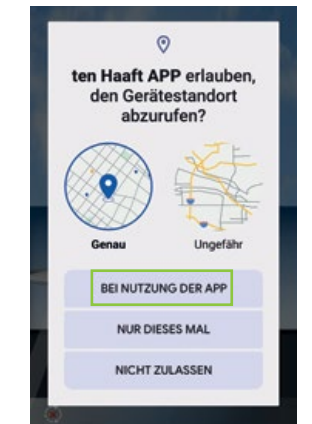 ten Haaft APP erlauben,
den Gerätestandort
abzurufen?
Genau
Ungefähr
BEI NUTZUNG DER APP
NUR DIESES MAL
NICHT ZULASSEN